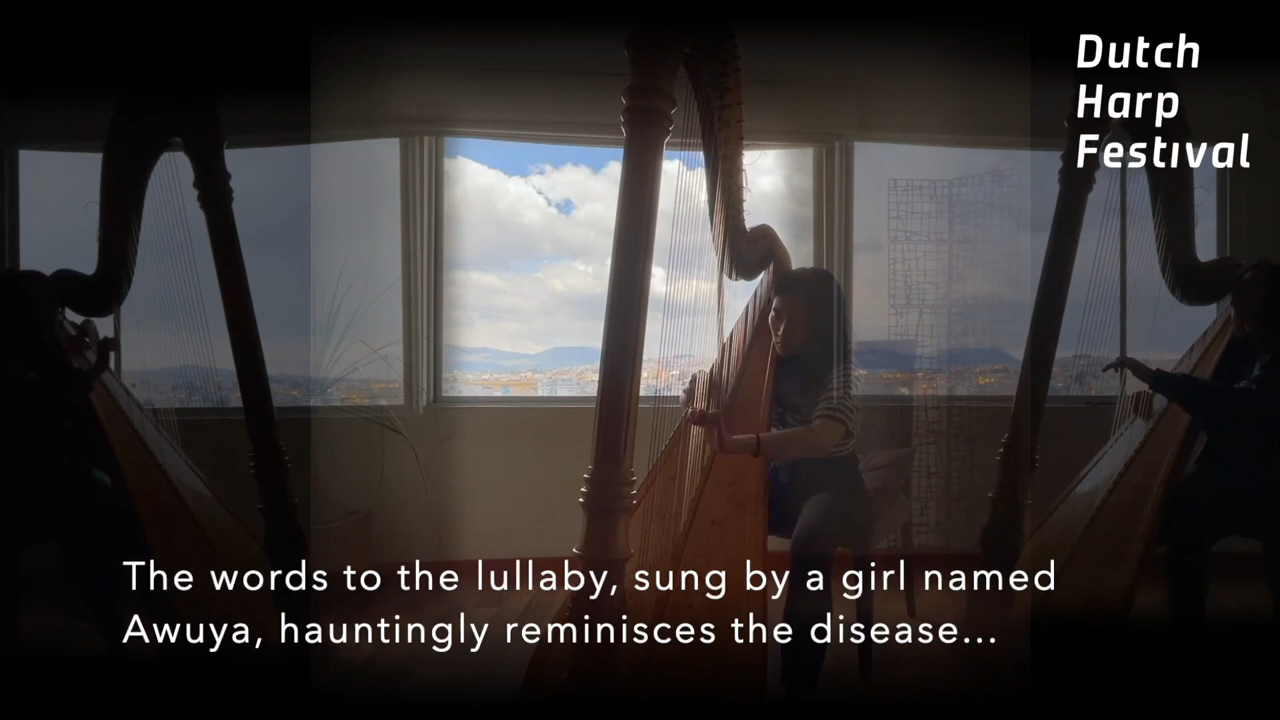 Dutch
Harp
Festival
The words to the lullaby, sung by a girl named
Awuya, hauntingly reminisces the disease...